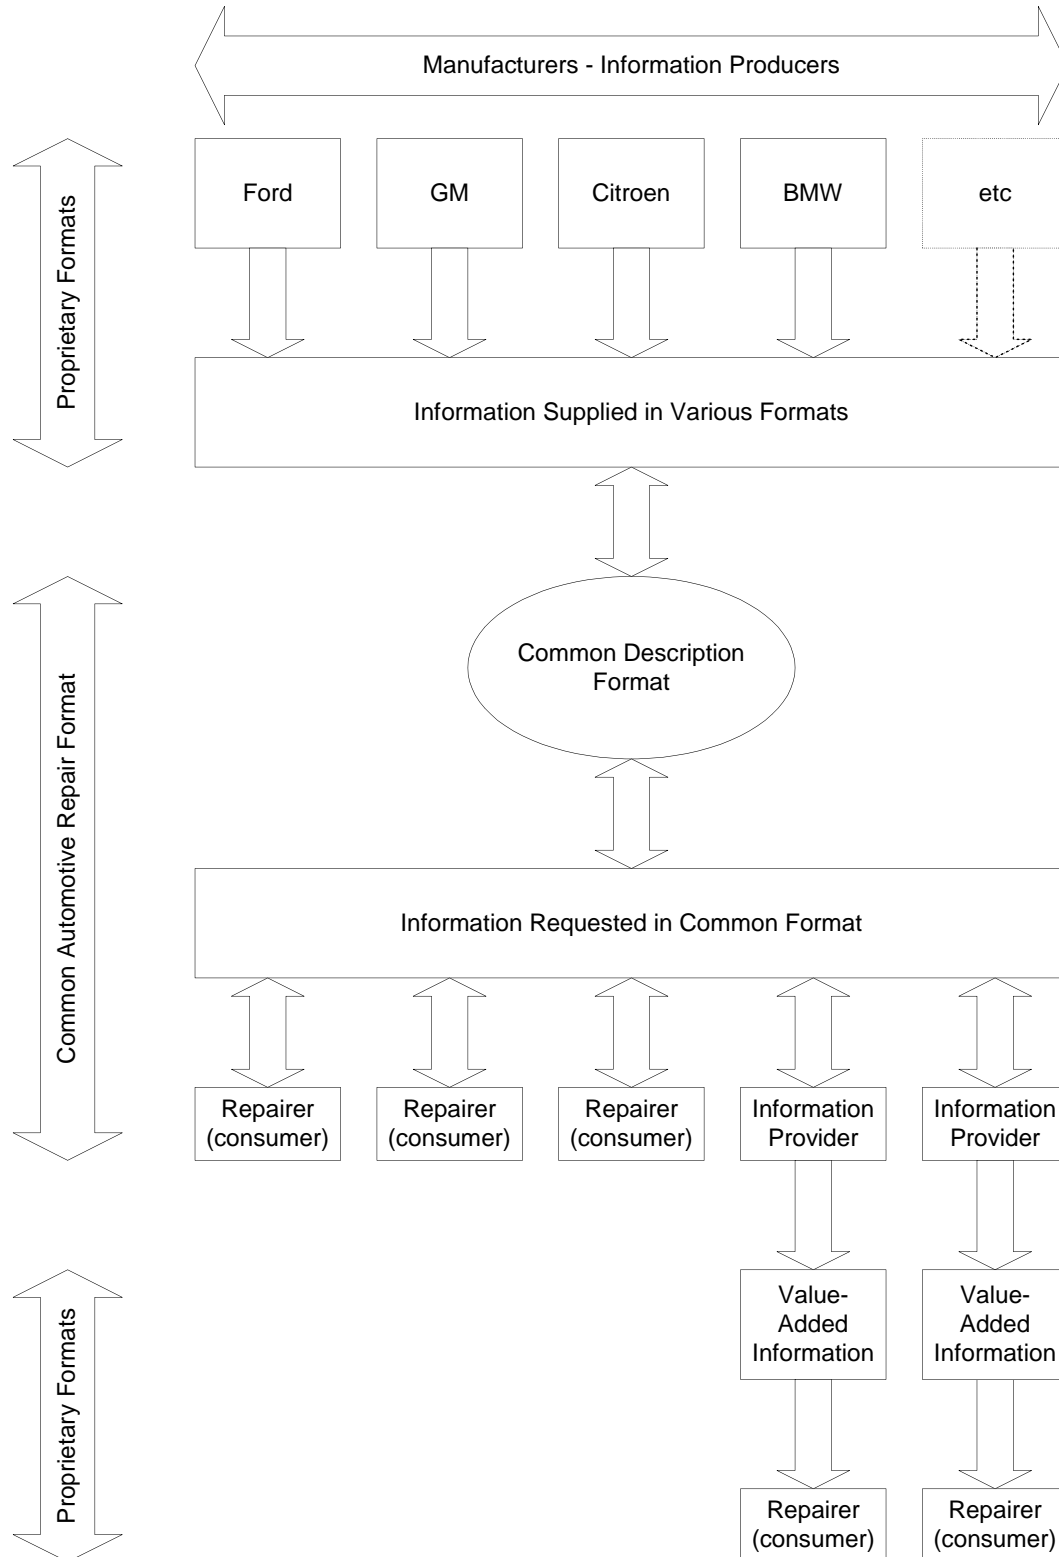 Manufacturers - Information Producers
Proprietary Formats
Ford
GM
Citroen
BMW
etc
Information Supplied in Various Formats
Common Automotive Repair Format
Common Description
Format
Information Requested in Common Format
Repairer
(consumer)
Repairer
(consumer)
Repairer
(consumer)
Information
Provider
Information
Provider
Proprietary Formats
Value-
Added
Information
Value-
Added
Information
Repairer
(consumer)
Repairer
(consumer)